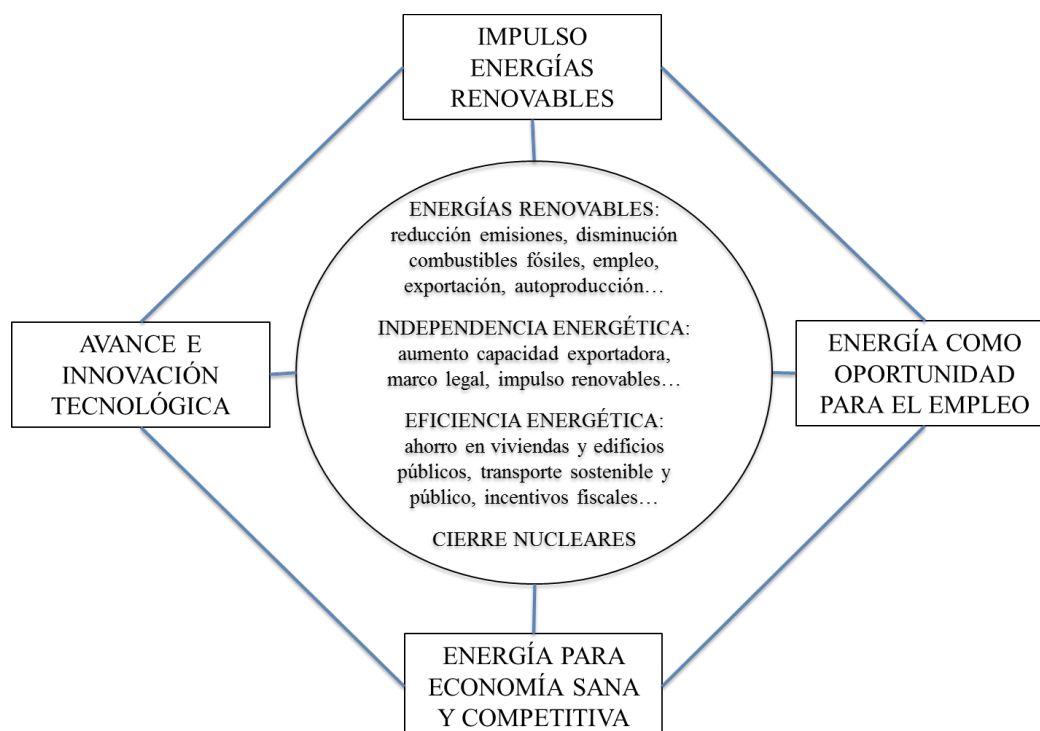 IMPULSO
ENERGÍAS
RENOVABLES
ENERGÍAS RENOVABLES:
reducción emisiones, disminución
combustibles fósiles, empleo,
exportación, autoproducción…
INDEPENDENCIA ENERGÉTICA:
aumento capacidad exportadora,
marco legal, impulso renovables…
EFICIENCIA ENERGÉTICA:
ahorro en viviendas y edificios
públicos, transporte sostenible y
público, incentivos fiscales…
CIERRE NUCLEARES
AVANCE E
INNOVACIÓN
TECNOLÓGICA
ENERGÍA COMO
OPORTUNIDAD
PARA EL EMPLEO
ENERGÍA PARA
ECONOMÍA SANA
Y COMPETITIVA